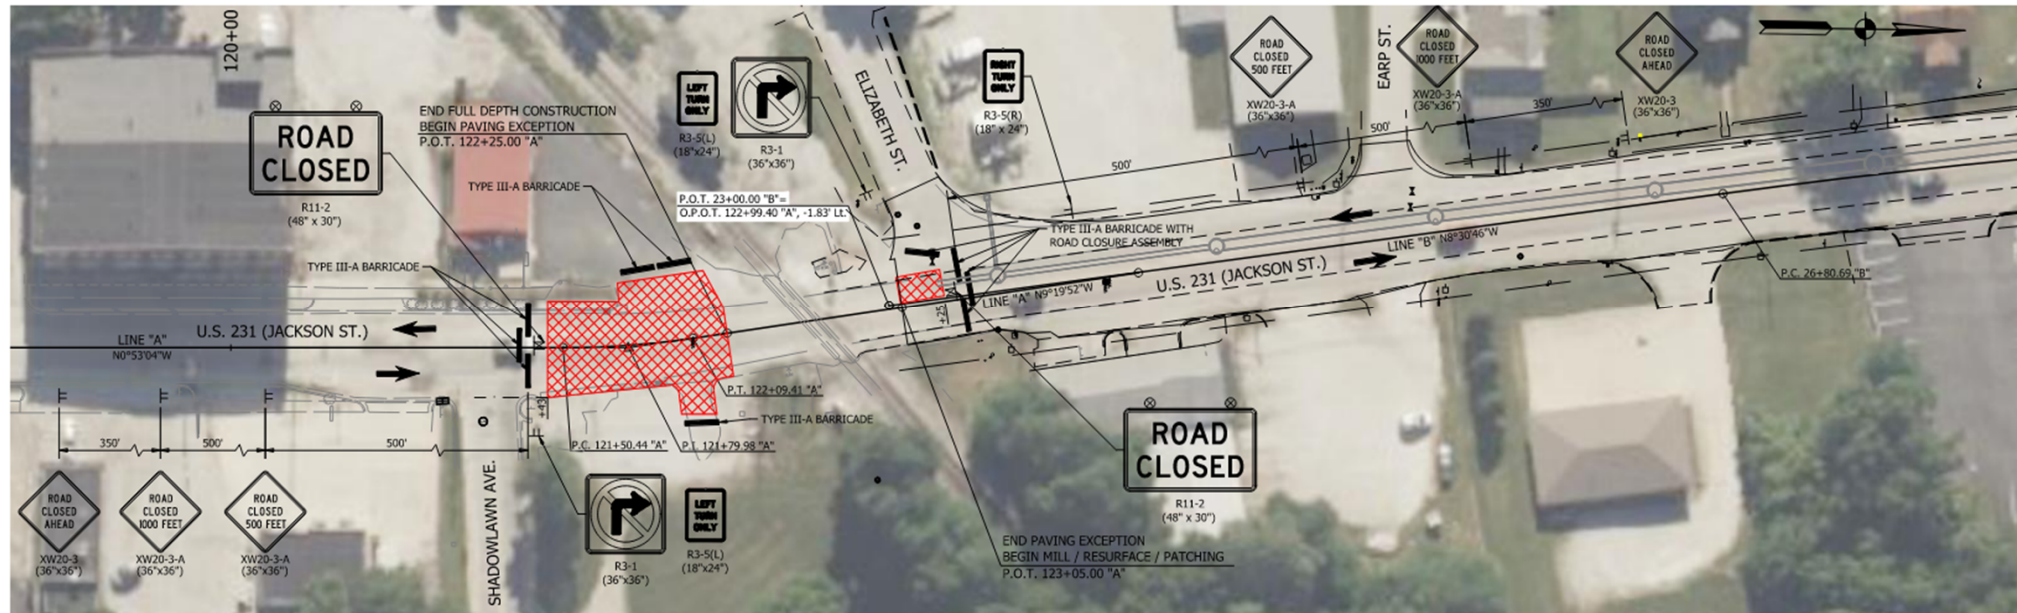 120+00
ROAD
CLOSED
R11-2
(48" x 30")
END FULL DEPTH CONSTRUCTION
BEGIN PAVING EXCEPTION
P.O.T. 122+25.00 "A"
TYPE III-A BARRICADE
TYPE III-A BARRICADE
LEFT
TURN
ONLY
R3-5(L)
(18"x24")
R3-1
(36"x36")
P.O.T. 23+00.00 "B"=
O.P.O.T. 122+99.40 "A", -1.83' Lt.
ELIZABETH ST.
RIGHT
TURN
ONLY
R3-5(R)
(18" x 24")
500'
TYPE III-A BARRICADE WITH
ROAD CLOSURE ASSEMBLY
ROAD
CLOSED
500 FEET
XW20-3-A
(36"x36")
EARP ST.
500'
ROAD
CLOSED
1000 FEET
XW20-3-A
(36"x36")
350'
ROAD
CLOSED
AHEAD
XW20-3
(36"x36")
LINE "A"
N0°53'04"W
U.S. 231 (JACKSON ST.)
LINE "A" N9°19'52"W
+25
U.S. 231 (JACKSON ST.)
LINE "B" N8°30'46"W
P.C. 26+80.69 "B"
+43
P.T. 122+09.41 "A"
TYPE III-A BARRICADE
P.C. 121+50.44 "A"
P.I. 121+79.98 "A"
350'
500'
500'
ROAD
CLOSED
AHEAD
XW20-3
(36"x36")
ROAD
CLOSED
1000 FEET
XW20-3-A
(36"x36")
ROAD
CLOSED
500 FEET
XW20-3-A
(36"x36")
SHADOWLAWN AVE.
R3-1
(36"x36")
LEFT
TURN
ONLY
R3-5(L)
(18"x24")
ROAD
CLOSED
R11-2
(48" x 30")
END PAVING EXCEPTION
BEGIN MILL / RESURFACE / PATCHING
P.O.T. 123+05.00 "A"